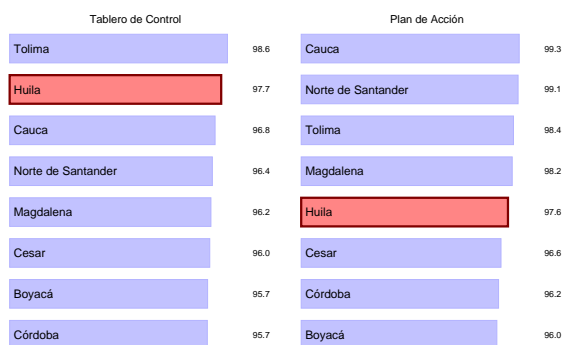 Tablero de Control
Tolima 98.6
Huila 97.7
Cauca 96.8
Norte de Santander 96.4
Magdalena 96.2
Cesar 96.0
Boyacá 95.7
Córdoba 95.7
Plan de Acción
Cauca 99.3
Norte de Santander 99.1
Tolima 98.4
Magdalena 98.2
Huila 97.6
Cesar 96.6
Córdoba 96.2
Boyacá 96.0